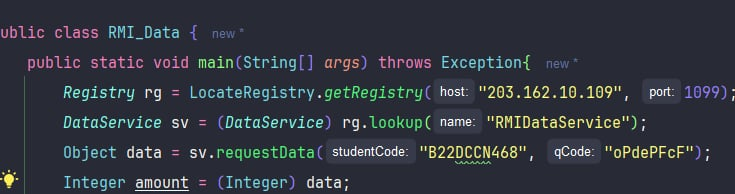 ublic class RMI_Data { new *
public static void main(String[] args) throws Exception{ new *
Registry rg = LocateRegistry.getRegistry( host: "203.162.10.109", port: 1099);
DataService sv = (DataService) rg.lookup( name: "RMIDataService");
Object data = sv.requestData( studentCode: "B22DCCN468", qCode: "oPdePFcF");
Integer amount = (Integer) data;